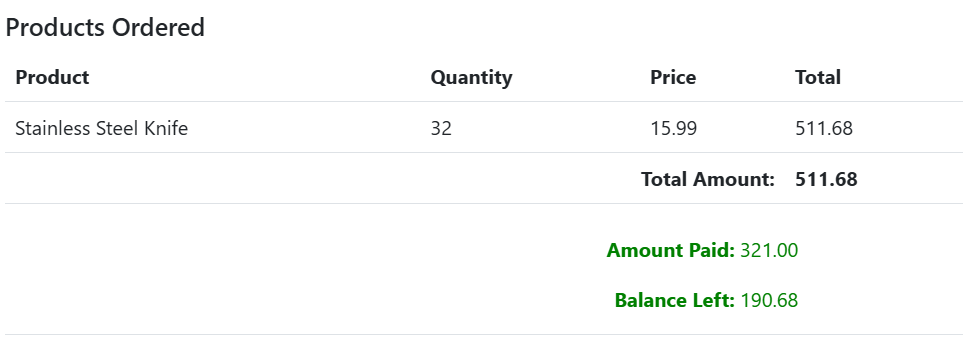 Products Ordered
Product Quantity Price Total
Stainless Steel Knife 32 15.99 511.68
Total Amount: 511.68
Amount Paid: 321.00
Balance Left: 190.68